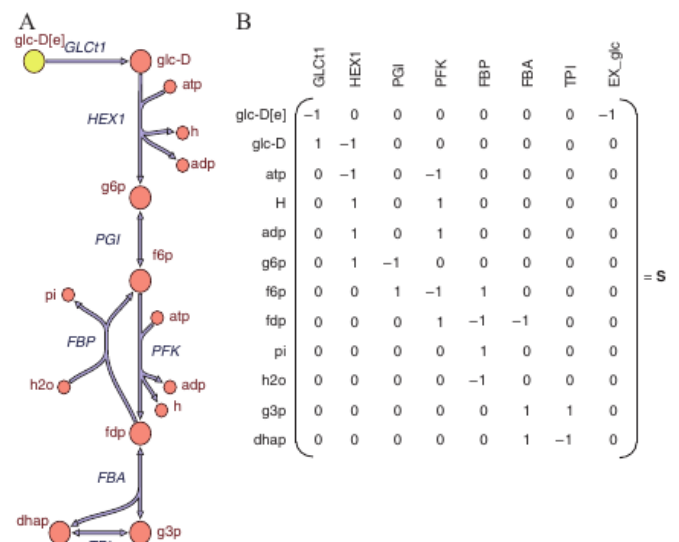 A
glc-D[e] GLCt1
glc-D
atp
HEX1
h
adp
g6p
PGI
f6p
pi
atp
FBP
PFK
h2o
adp
h
fdp
FBA
dhap
g3p
B
GLCt1 HEX1 PGI PFK FBP FBA TPI EX_glc
glc-D[e] −1 0 0 0 0 0 0 −1
glc-D 1 −1 0 0 0 0 0 0
atp 0 −1 0 −1 0 0 0 0
H 0 1 0 1 0 0 0 0
adp 0 1 0 1 0 0 0 0
g6p 0 1 −1 0 0 0 0 0
f6p 0 0 1 −1 1 0 0 0
= S
fdp 0 0 0 1 −1 −1 0 0
pi 0 0 0 0 1 0 0 0
h2o 0 0 0 0 −1 0 0 0
g3p 0 0 0 0 0 1 1 0
dhap 0 0 0 0 0 1 −1 0